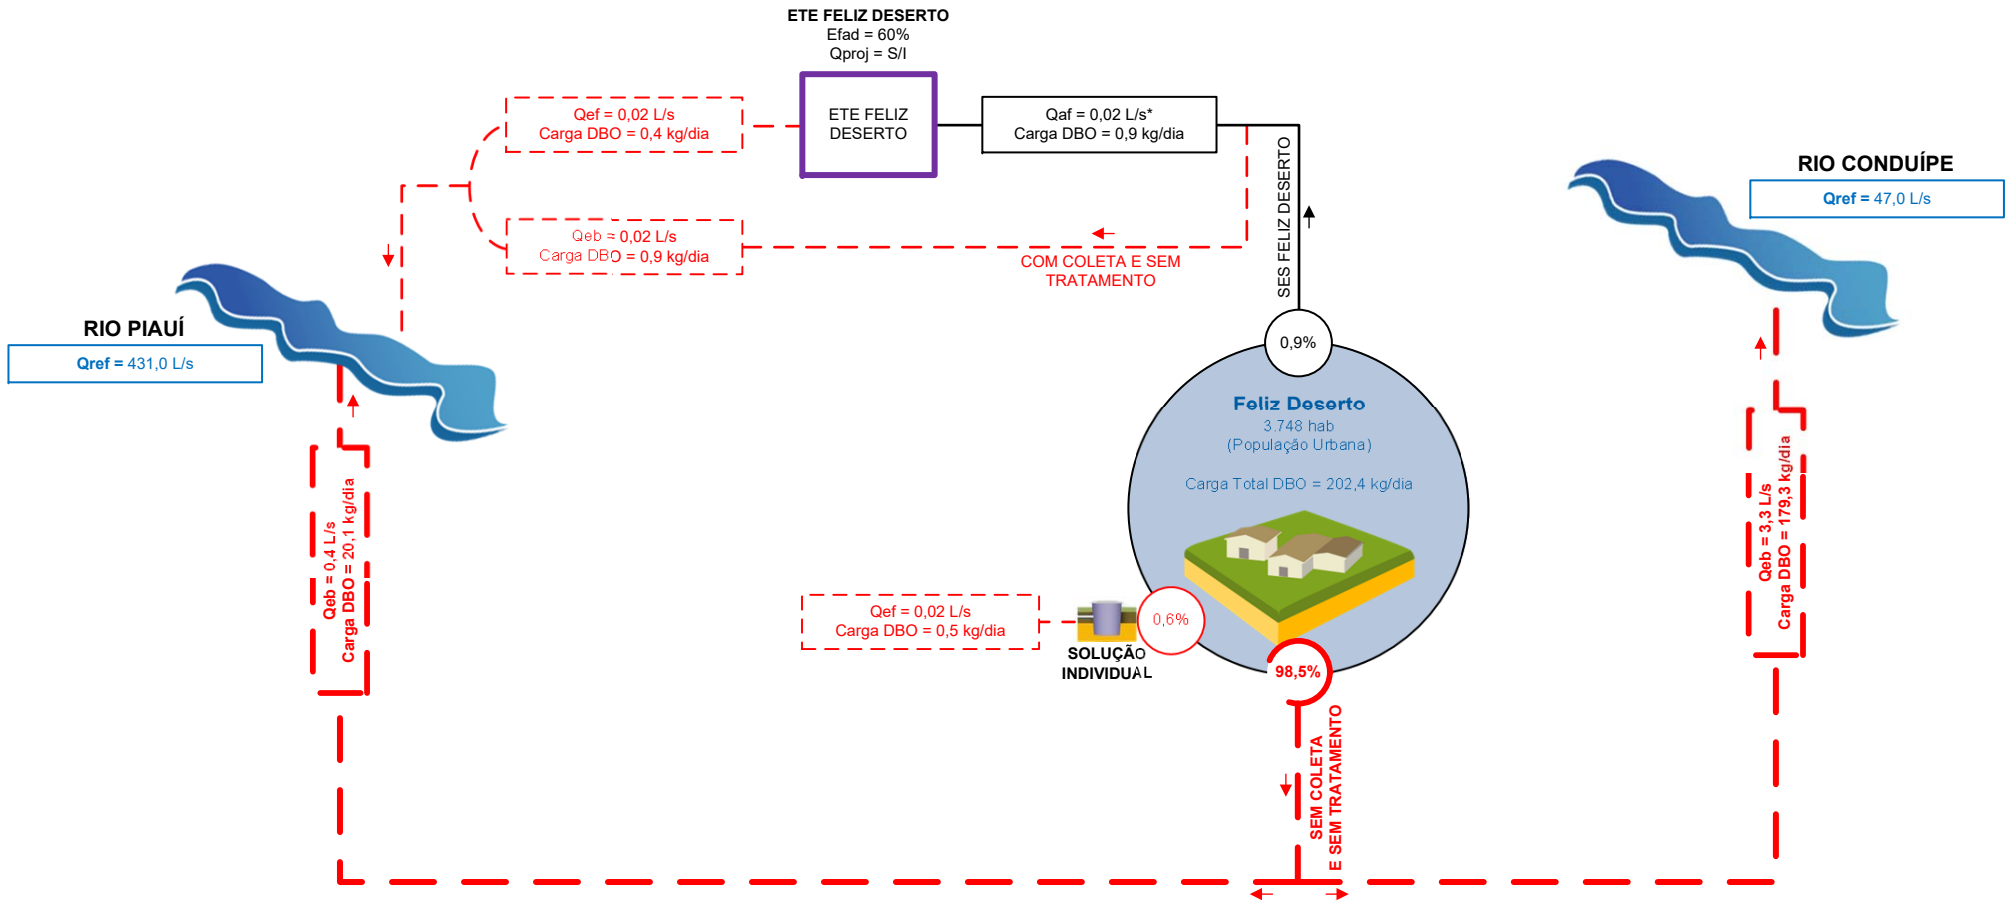 ETE FELIZ DESERTO
Efad = 60%
Qproj = S/I
Qef = 0,02 L/s
Carga DBO = 0,4 kg/dia
ETE FELIZ
DESERTO
Qaf = 0,02 L/s*
Carga DBO = 0,9 kg/dia
SES FELIZ DESERTO
RIO CONDUÍPE
Qref = 47,0 L/s
Qeb = 0,02 L/s
Carga DBO = 0,9 kg/dia
COM COLETA E SEM
TRATAMENTO
RIO PIAUÍ
Qref = 431,0 L/s
0,9%
Feliz Deserto
3.748 hab
(População Urbana)
Carga Total DBO = 202,4 kg/dia
Qeb = 0,4 L/s
Carga DBO = 20,1 kg/dia
Qeb = 3,3 L/s
Carga DBO = 179,3 kg/dia
Qef = 0,02 L/s
Carga DBO = 0,5 kg/dia
0,6%
SOLUÇÃO
INDIVIDUAL
98,5%
SEM COLETA
E SEM TRATAMENTO